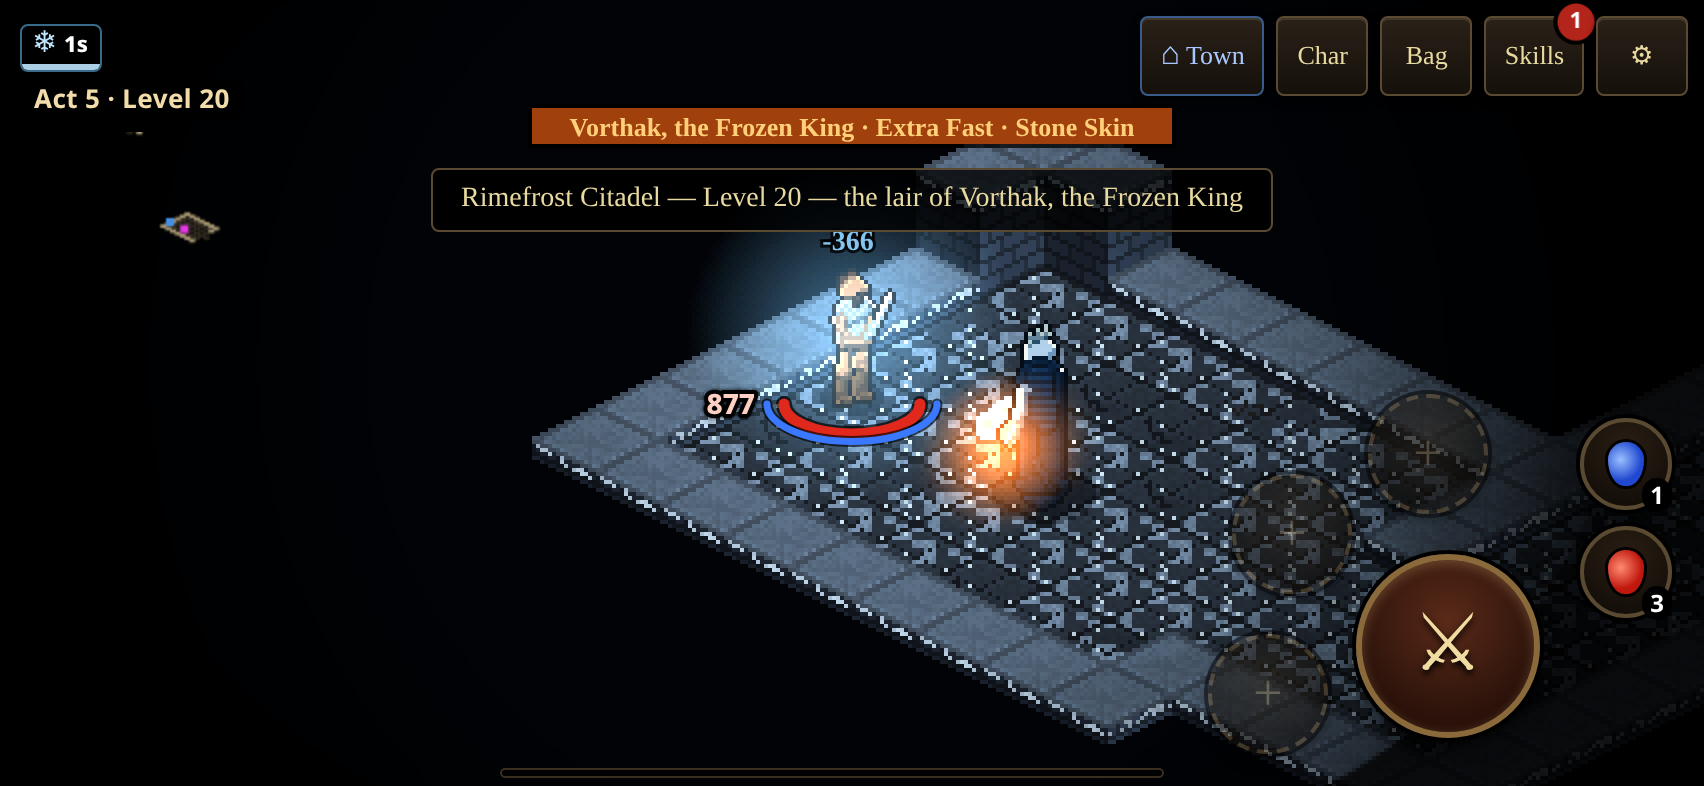 1s
Act 5 · Level 20
Town
Char
Bag
Skills
1
Vorthak, the Frozen King · Extra Fast · Stone Skin
Rimefrost Citadel — Level 20 — the lair of Vorthak, the Frozen King
-366
877
1
3